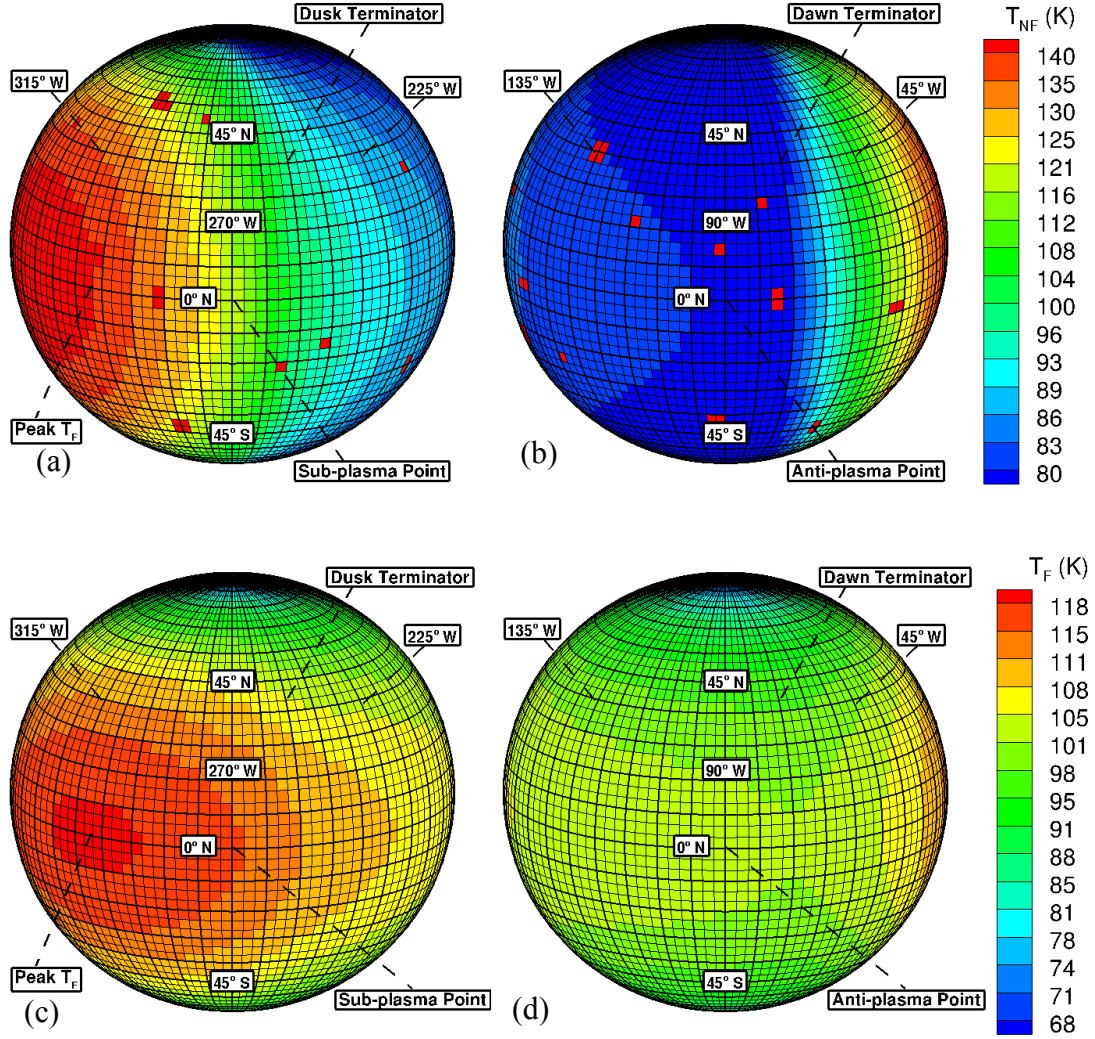 Dusk Terminator
315° W
225° W
45° N
270° W
0° N
45° S
Peak T_F
Sub-plasma Point
(a)
Dawn Terminator
135° W
45° W
45° N
90° W
0° N
45° S
Anti-plasma Point
(b)
T_NF (K)
140
135
130
125
121
116
112
108
104
100
96
93
89
86
83
80
Dusk Terminator
315° W
225° W
45° N
270° W
0° N
45° S
Peak T_F
Sub-plasma Point
(c)
Dawn Terminator
135° W
45° W
45° N
90° W
0° N
45° S
Anti-plasma Point
(d)
T_F (K)
118
115
111
108
105
101
98
95
91
88
85
81
78
74
71
68